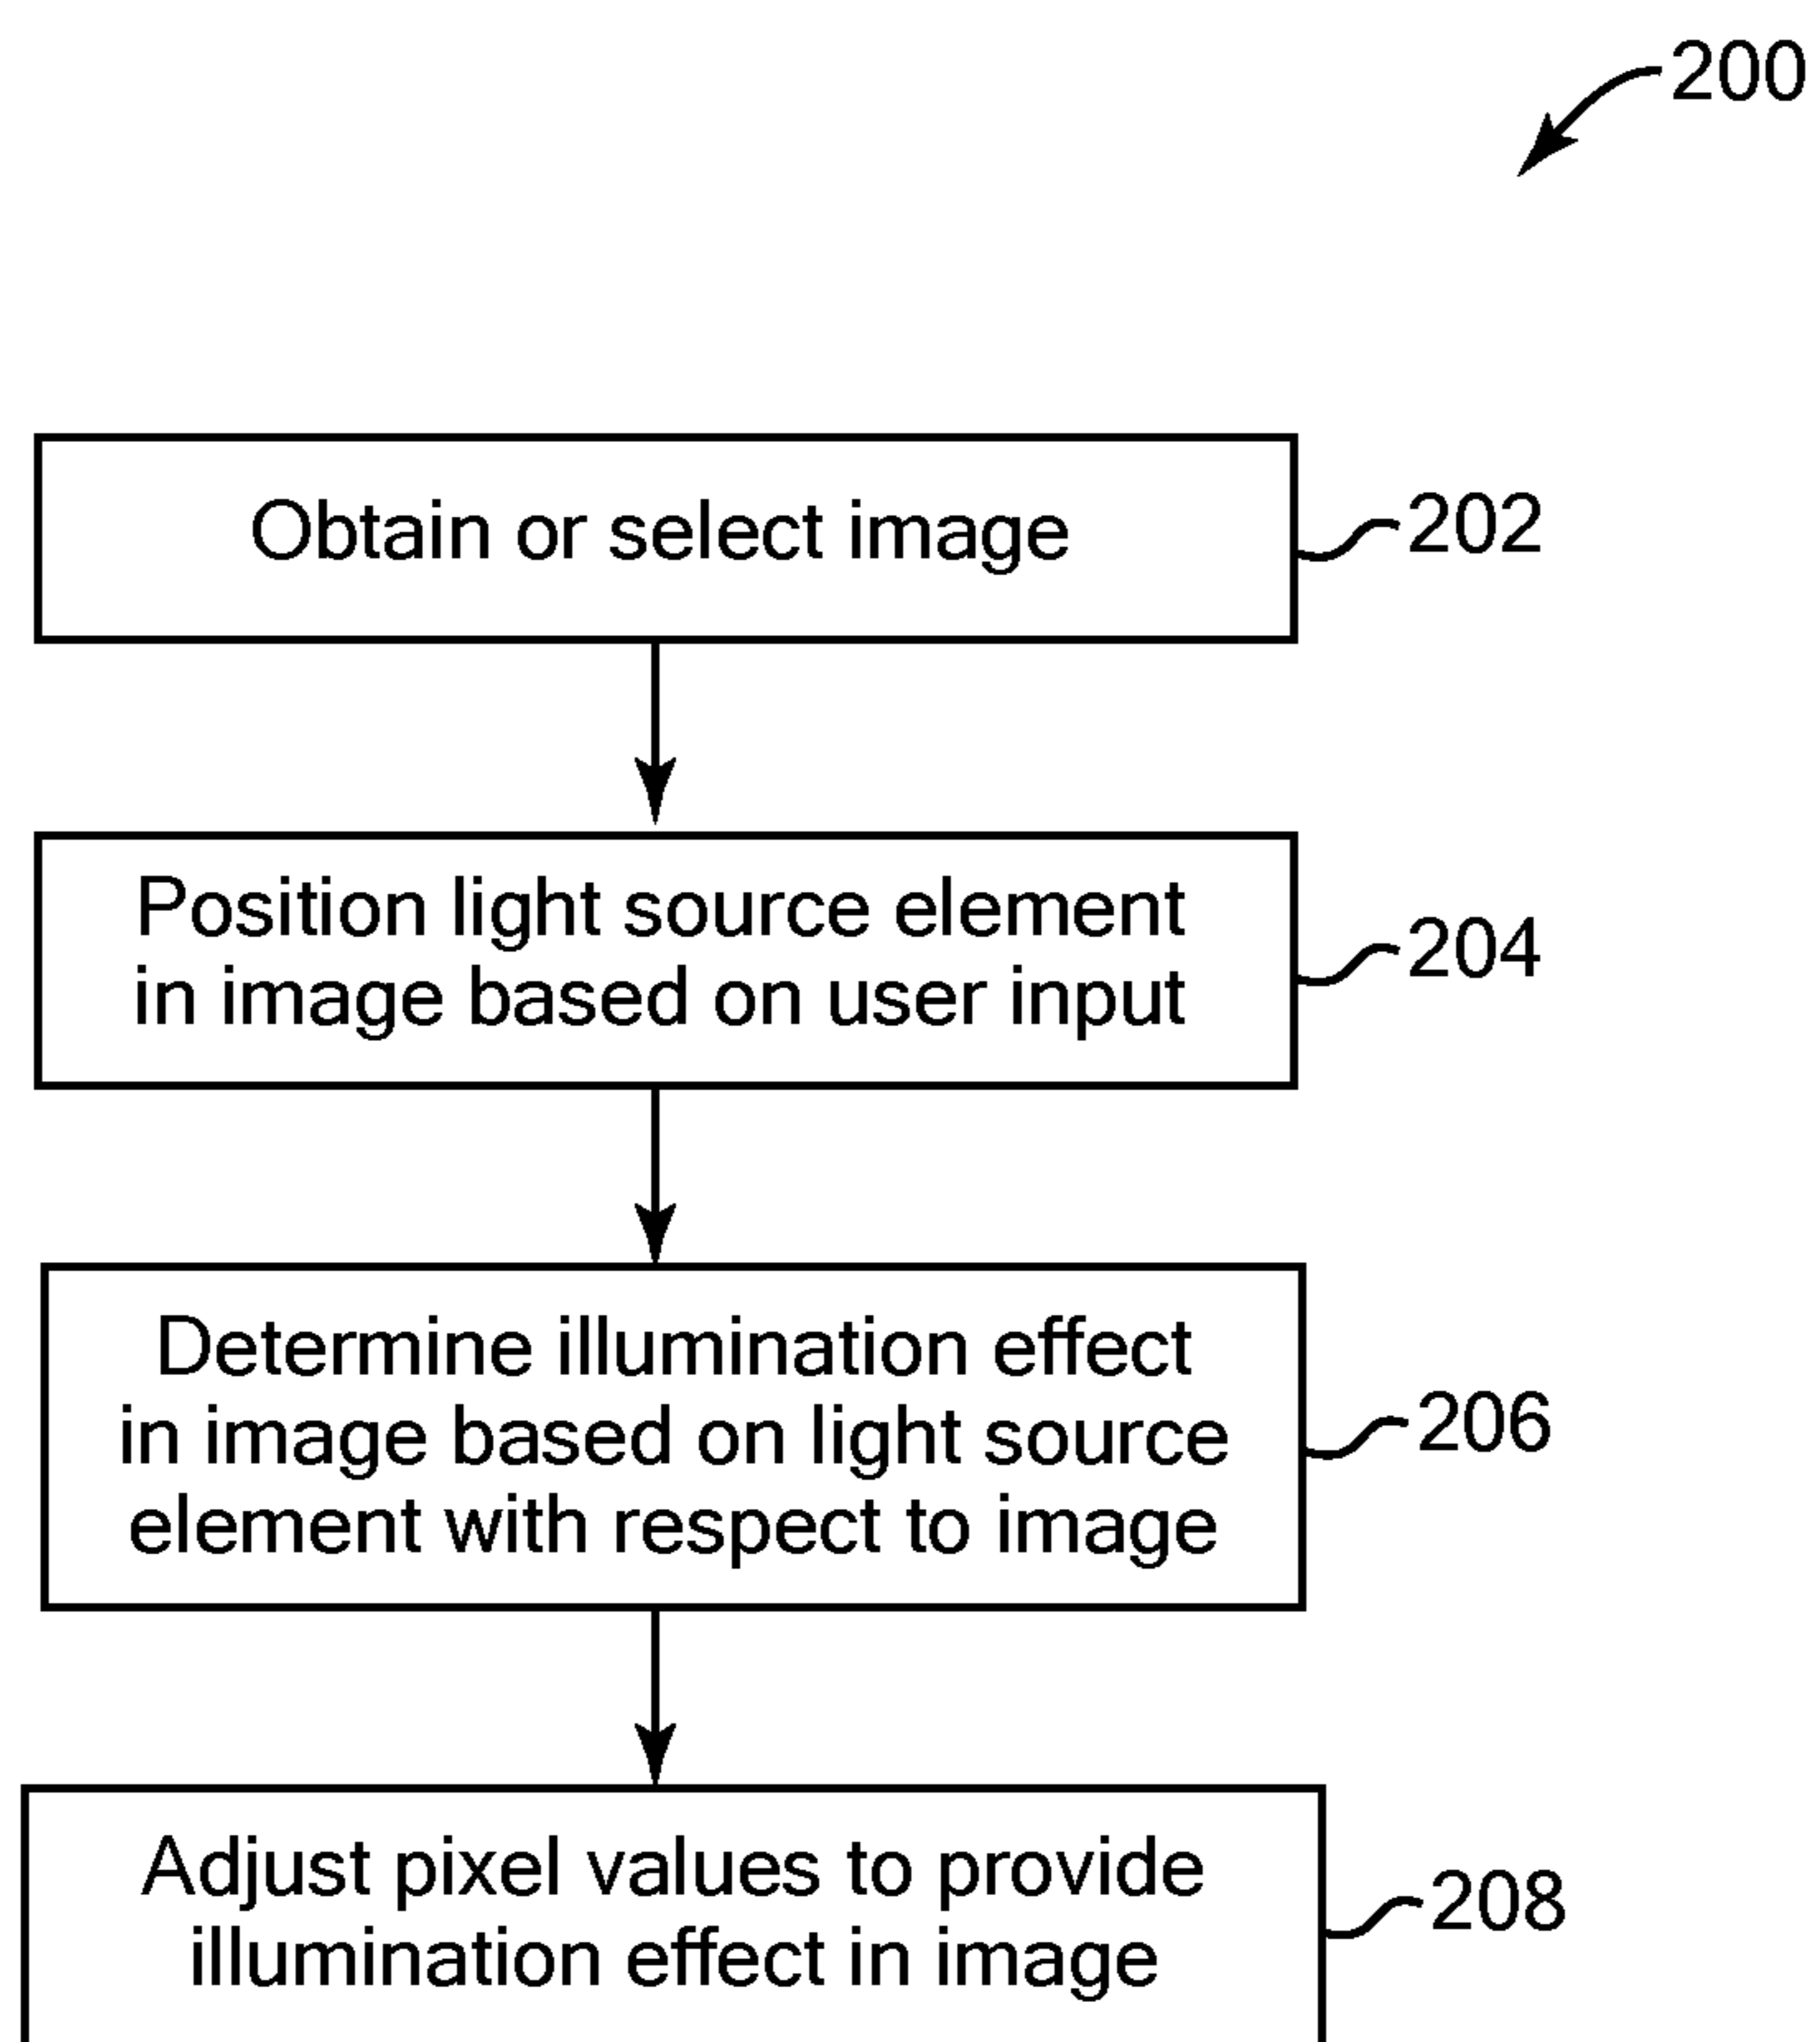 200
Obtain or select image
202
Position light source element
in image based on user input
204
Determine illumination effect
in image based on light source
element with respect to image
206
Adjust pixel values to provide
illumination effect in image
208